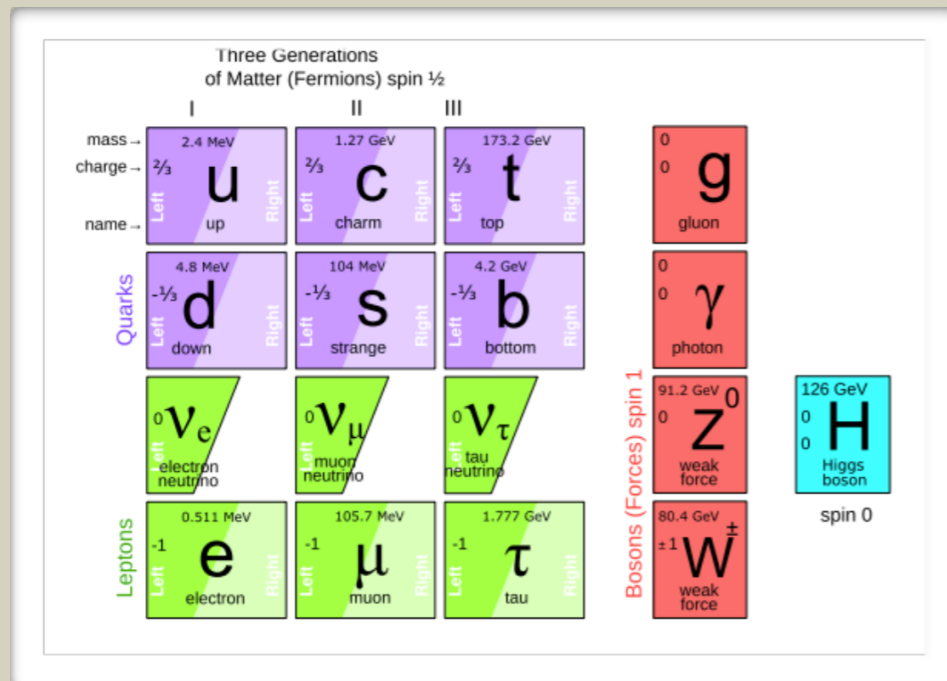 Three Generations
of Matter (Fermions) spin ½
I II III
mass→
charge→
name→
2.4 MeV
⅔ u
Left Right
up
1.27 GeV
⅔ c
Left Right
charm
173.2 GeV
⅔ t
Left Right
top
0
0 g
gluon
Quarks
4.8 MeV
-⅓ d
Left Right
down
104 MeV
-⅓ s
Left Right
strange
4.2 GeV
-⅓ b
Left Right
bottom
0
0 γ
photon
0 νe
Left
electron
neutrino
0 νμ
Left
muon
neutrino
0 ντ
Left
tau
neutrino
Bosons (Forces) spin 1
91.2 GeV
0 Z0
weak
force
126 GeV
0
0 H
Higgs
boson
spin 0
Leptons
0.511 MeV
-1 e
Left Right
electron
105.7 MeV
-1 μ
Left Right
muon
1.777 GeV
-1 τ
Left Right
tau
80.4 GeV
±1 W±
weak
force